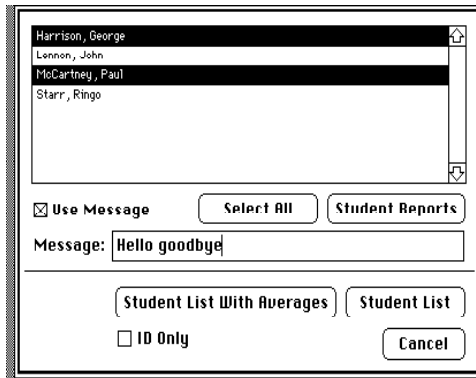 Harrison, George
Lennon, John
McCartney, Paul
Starr, Ringo
Use Message Select All Student Reports
Message: Hello goodbye
Student List With Averages Student List
ID Only Cancel